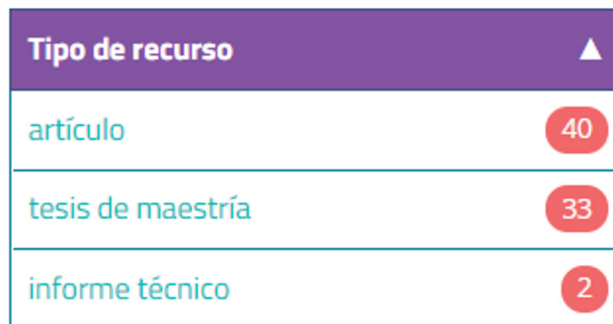 Tipo de recurso ▲
artículo 40
tesis de maestría 33
informe técnico 2